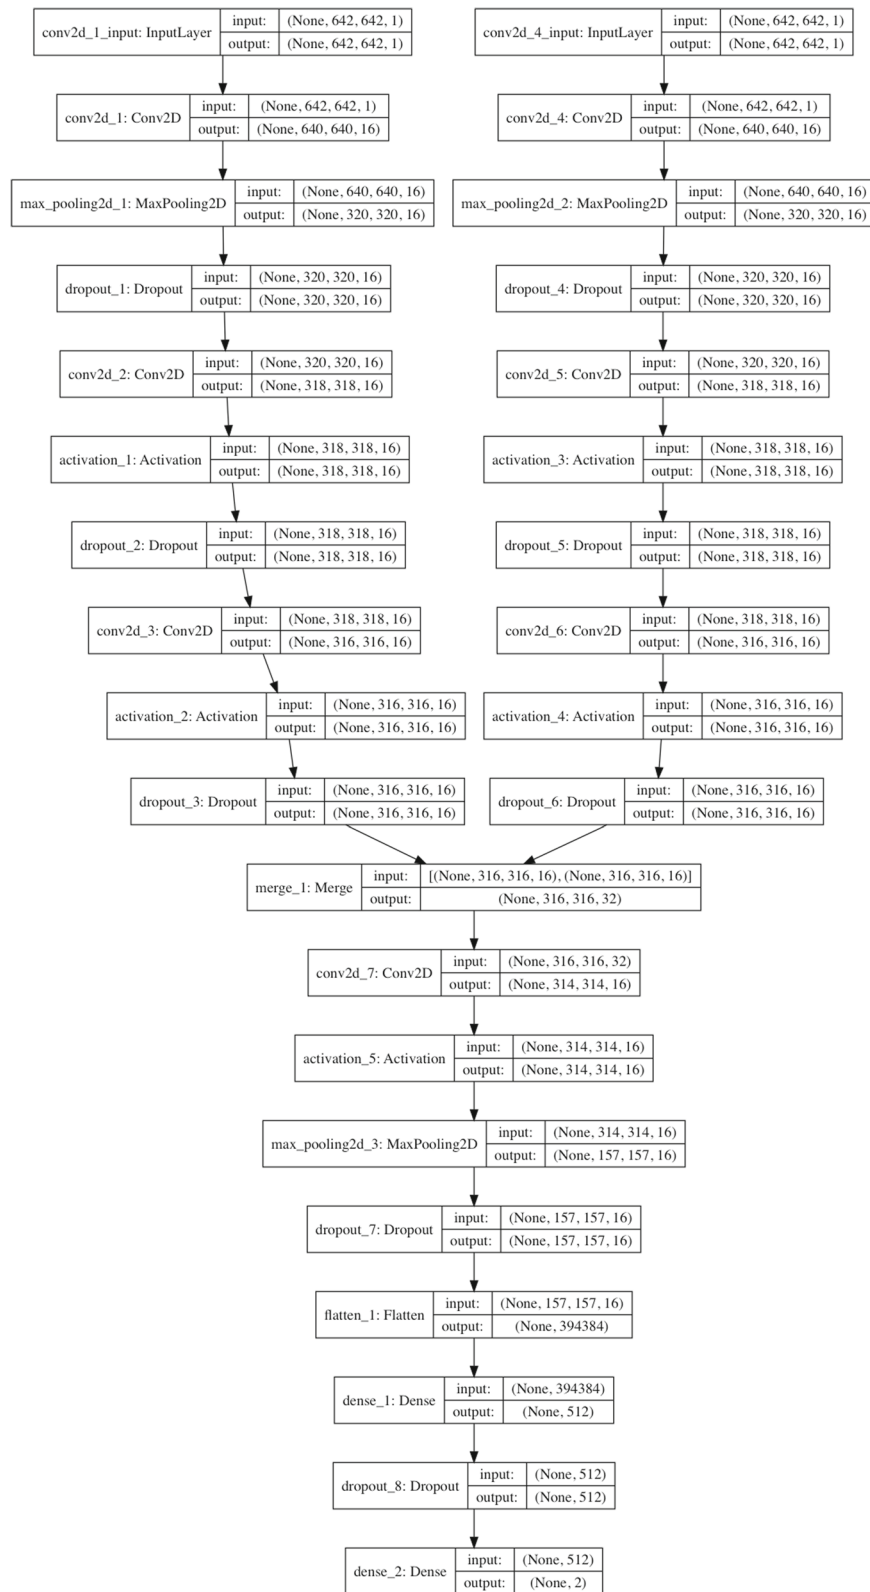 conv2d_1_input: InputLayer
input: (None, 642, 642, 1)
output: (None, 642, 642, 1)
conv2d_4_input: InputLayer
input: (None, 642, 642, 1)
output: (None, 642, 642, 1)
conv2d_1: Conv2D
input: (None, 642, 642, 1)
output: (None, 640, 640, 16)
conv2d_4: Conv2D
input: (None, 642, 642, 1)
output: (None, 640, 640, 16)
max_pooling2d_1: MaxPooling2D
input: (None, 640, 640, 16)
output: (None, 320, 320, 16)
max_pooling2d_2: MaxPooling2D
input: (None, 640, 640, 16)
output: (None, 320, 320, 16)
dropout_1: Dropout
input: (None, 320, 320, 16)
output: (None, 320, 320, 16)
dropout_4: Dropout
input: (None, 320, 320, 16)
output: (None, 320, 320, 16)
conv2d_2: Conv2D
input: (None, 320, 320, 16)
output: (None, 318, 318, 16)
conv2d_5: Conv2D
input: (None, 320, 320, 16)
output: (None, 318, 318, 16)
activation_1: Activation
input: (None, 318, 318, 16)
output: (None, 318, 318, 16)
activation_3: Activation
input: (None, 318, 318, 16)
output: (None, 318, 318, 16)
dropout_2: Dropout
input: (None, 318, 318, 16)
output: (None, 318, 318, 16)
dropout_5: Dropout
input: (None, 318, 318, 16)
output: (None, 318, 318, 16)
conv2d_3: Conv2D
input: (None, 318, 318, 16)
output: (None, 316, 316, 16)
conv2d_6: Conv2D
input: (None, 318, 318, 16)
output: (None, 316, 316, 16)
activation_2: Activation
input: (None, 316, 316, 16)
output: (None, 316, 316, 16)
activation_4: Activation
input: (None, 316, 316, 16)
output: (None, 316, 316, 16)
dropout_3: Dropout
input: (None, 316, 316, 16)
output: (None, 316, 316, 16)
dropout_6: Dropout
input: (None, 316, 316, 16)
output: (None, 316, 316, 16)
merge_1: Merge
input: [(None, 316, 316, 16), (None, 316, 316, 16)]
output: (None, 316, 316, 32)
conv2d_7: Conv2D
input: (None, 316, 316, 32)
output: (None, 314, 314, 16)
activation_5: Activation
input: (None, 314, 314, 16)
output: (None, 314, 314, 16)
max_pooling2d_3: MaxPooling2D
input: (None, 314, 314, 16)
output: (None, 157, 157, 16)
dropout_7: Dropout
input: (None, 157, 157, 16)
output: (None, 157, 157, 16)
flatten_1: Flatten
input: (None, 157, 157, 16)
output: (None, 394384)
dense_1: Dense
input: (None, 394384)
output: (None, 512)
dropout_8: Dropout
input: (None, 512)
output: (None, 512)
dense_2: Dense
input: (None, 512)
output: (None, 2)